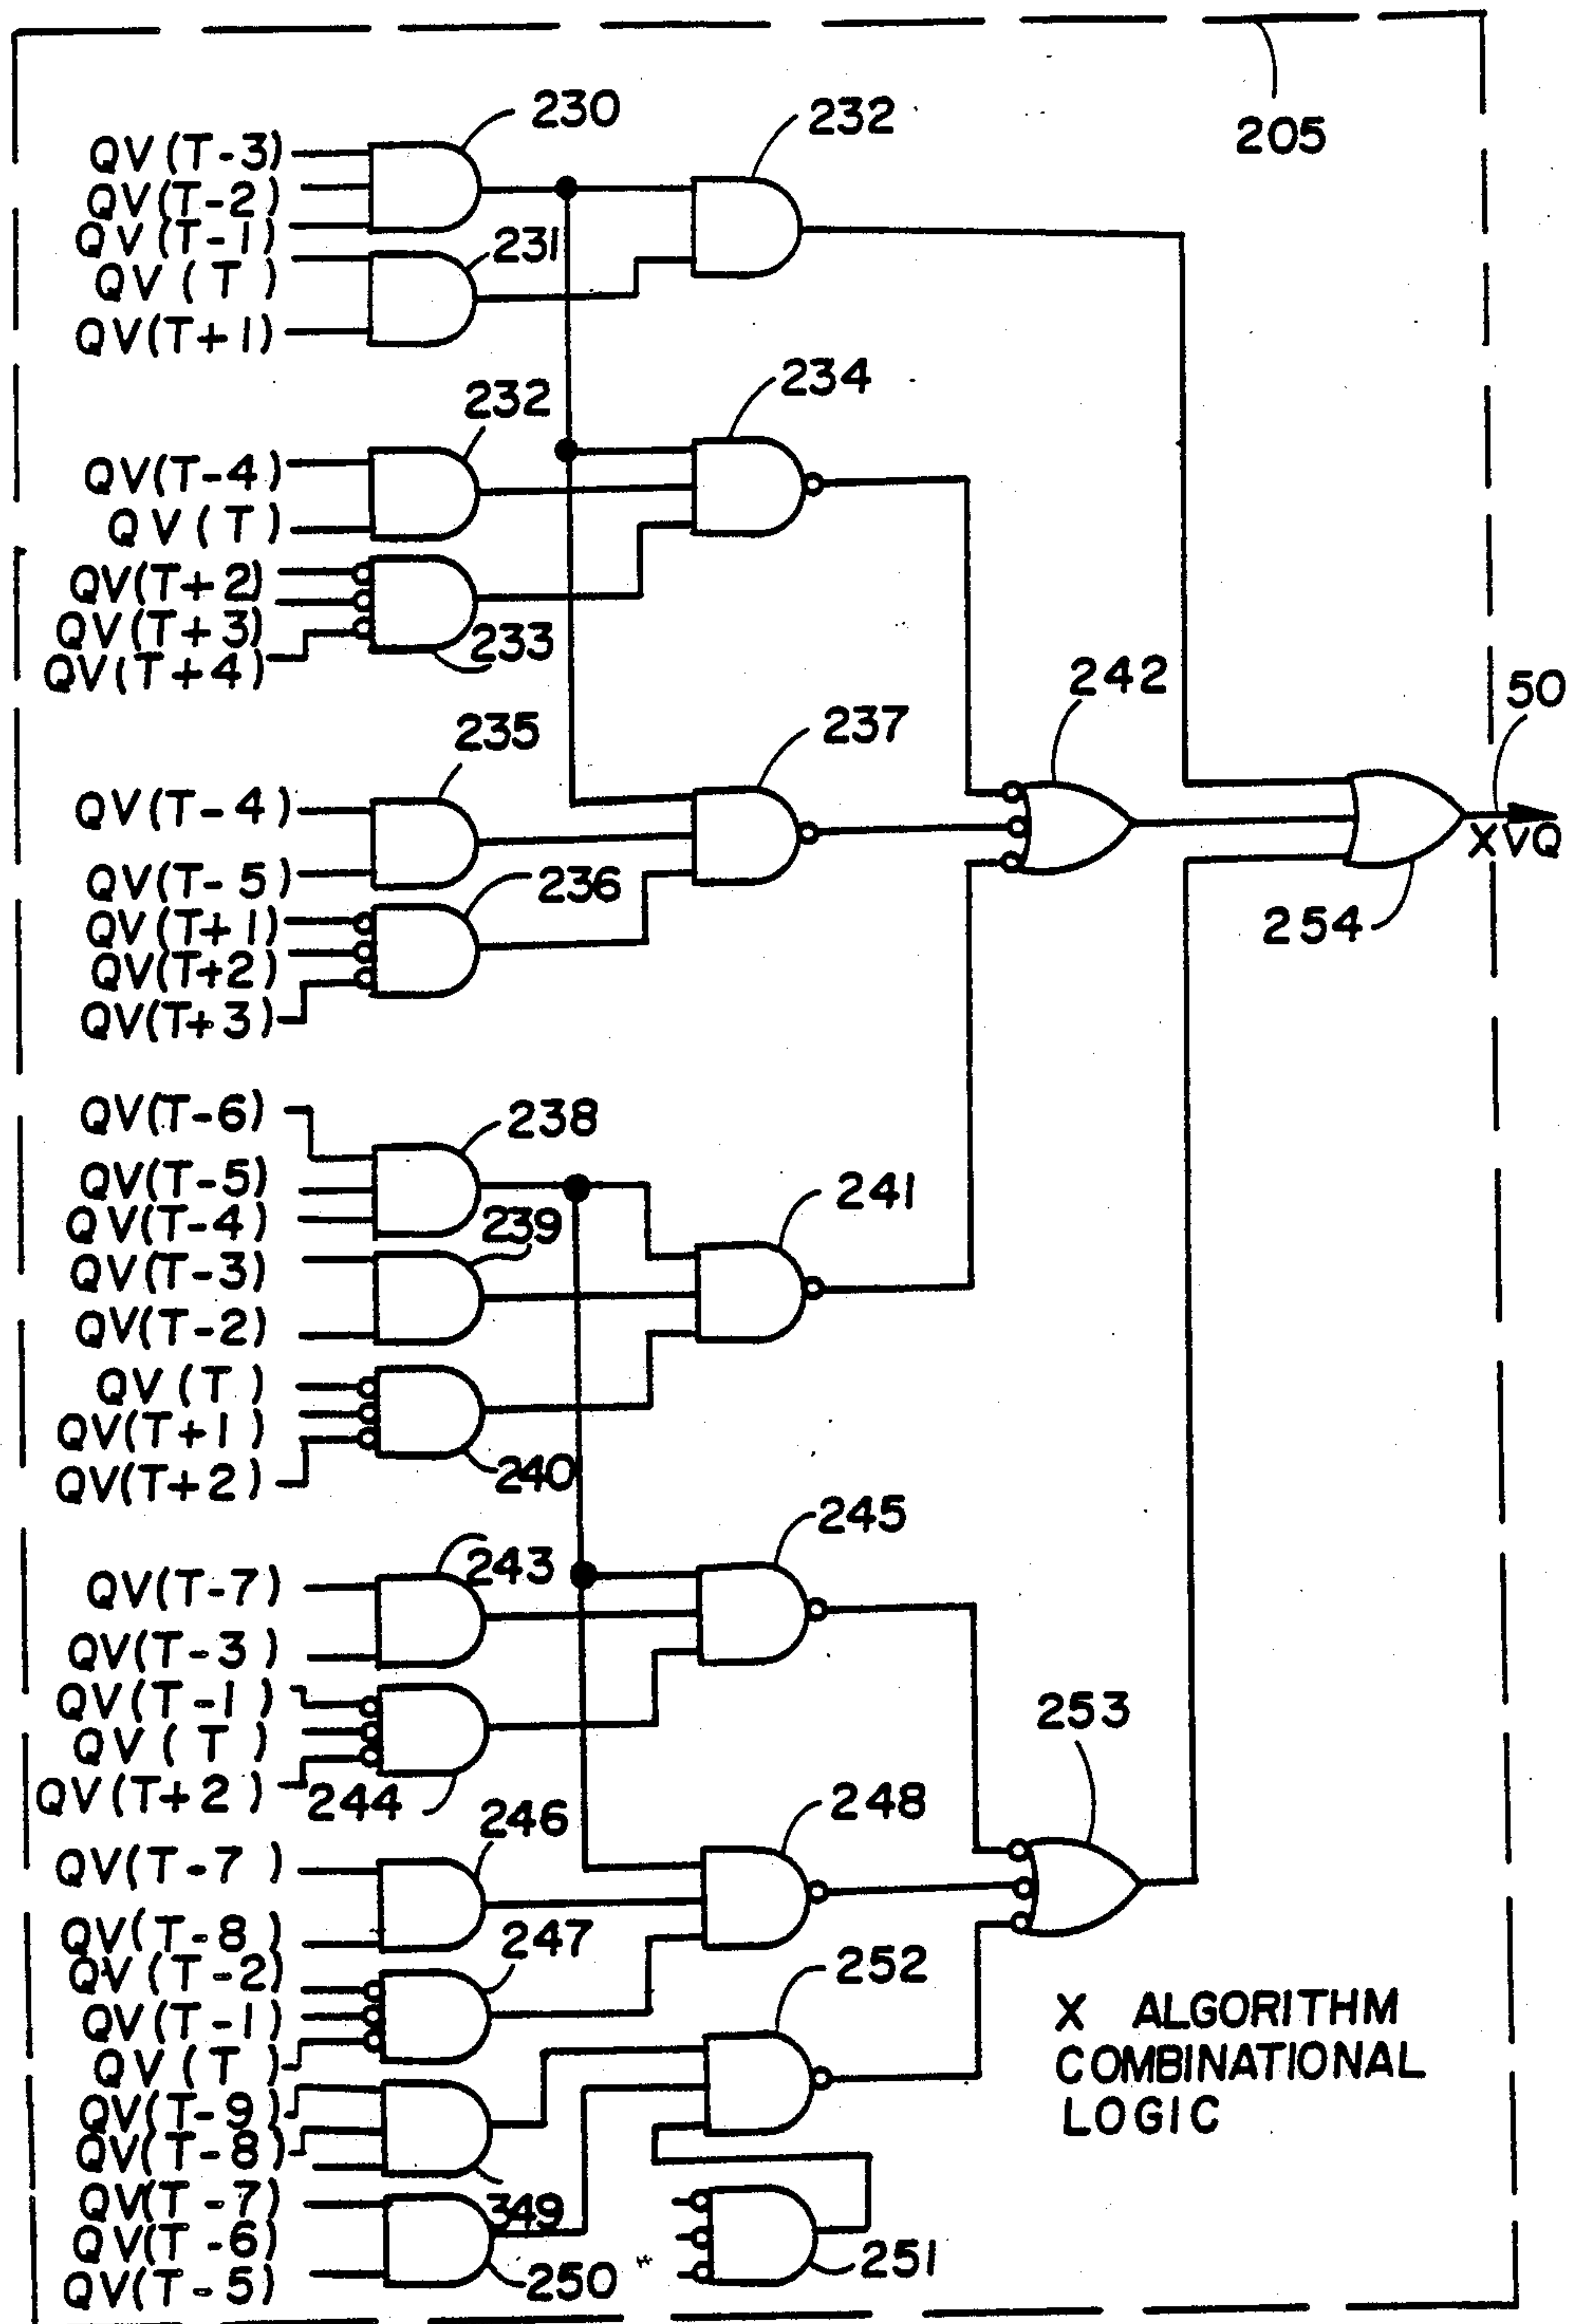 205
230
232
QV(T-3)
QV(T-2)
QV(T-1)
231
QV(T)
QV(T+1)
232
234
QV(T-4)
QV(T)
QV(T+2)
QV(T+3)
QV(T+4)
233
242
50
235
237
QV(T-4)
XVQ
QV(T-5)
236
254
QV(T+1)
QV(T+2)
QV(T+3)
QV(T-6)
238
QV(T-5)
241
QV(T-4)
239
QV(T-3)
QV(T-2)
QV(T)
QV(T+1)
QV(T+2)
240
245
243
QV(T-7)
QV(T-3)
QV(T-1)
253
QV(T)
QV(T+2)
244
246
248
QV(T-7)
QV(T-8)
247
252
QV(T-2)
QV(T-1)
QV(T)
X ALGORITHM
COMBINATIONAL
LOGIC
QV(T-9)
QV(T-8)
QV(T-7)
349
QV(T-6)
QV(T-5)
250
*
251